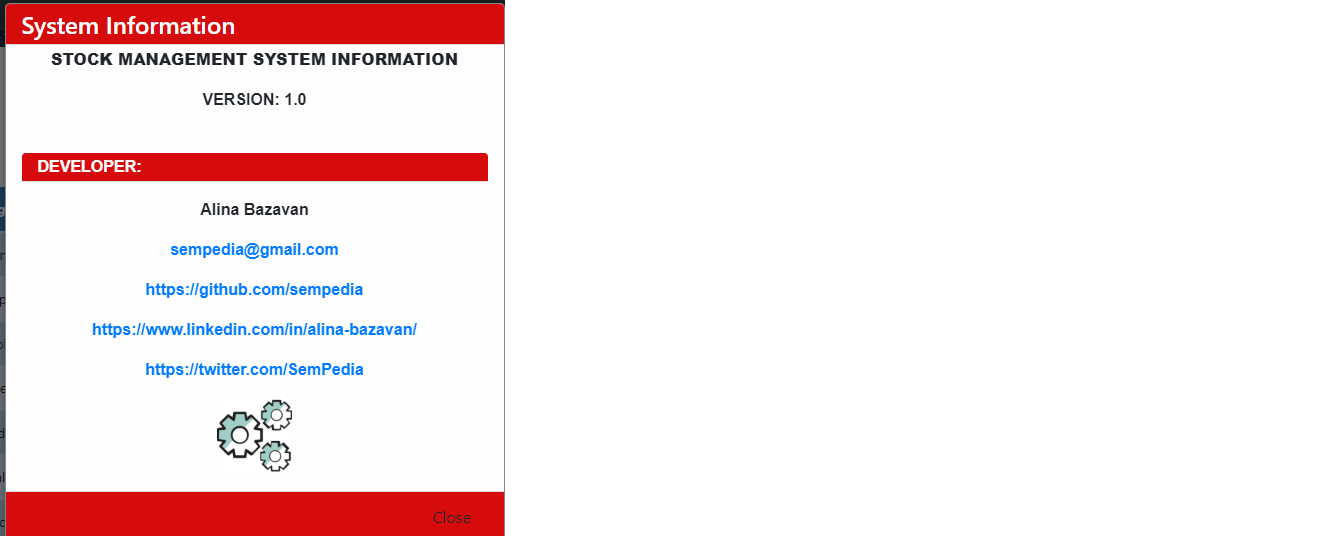 System Information
STOCK MANAGEMENT SYSTEM INFORMATION
VERSION: 1.0
DEVELOPER:
Alina Bazavan
sempedia@gmail.com
https://github.com/sempedia
https://www.linkedin.com/in/alina-bazavan/
https://twitter.com/SemPedia
Close